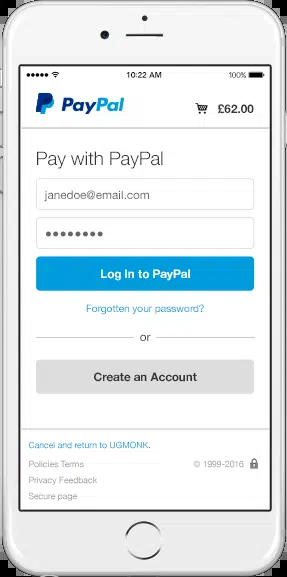 10:22 AM 100%
PayPal £62.00
Pay with PayPal
janedoe@email.com
••••••••
Log In to PayPal
Forgotten your password?
or
Create an Account
Cancel and return to UGMONK.
Policies Terms © 1999-2016
Privacy Feedback
Secure page